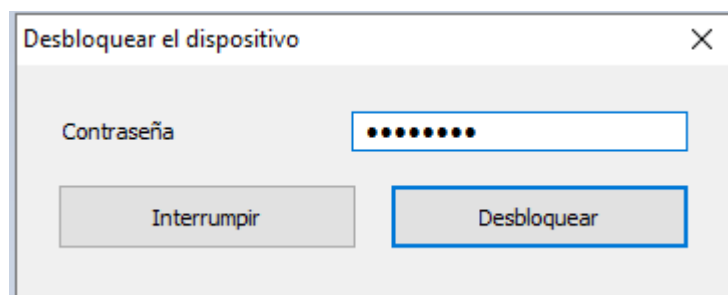 Desbloquear el dispositivo
Contraseña
●●●●●●●●
Interrumpir
Desbloquear